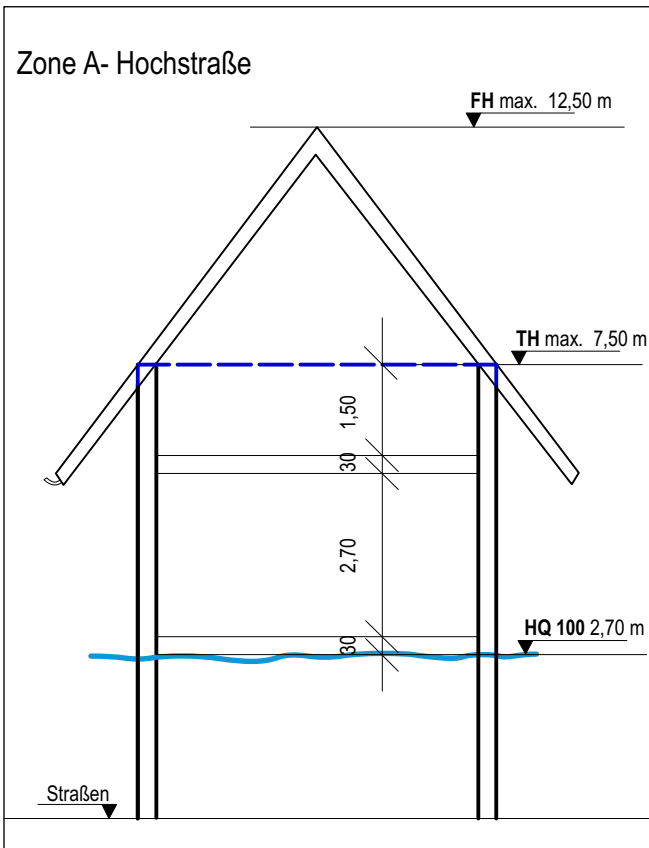 Zone A- Hochstraße
FH max. 12,50 m
TH max. 7,50 m
1,50
30
2,70
30
HQ 100 2,70 m
Straßen